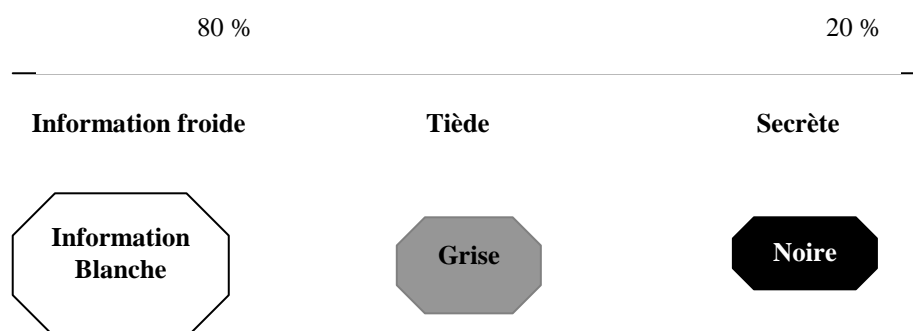 80 % 20 %
Information froide Tiède Secrète
Information
Blanche
Grise
Noire